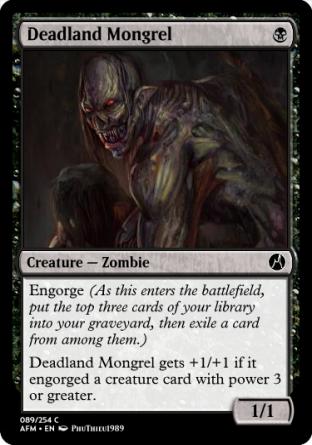 Deadland Mongrel
Creature — Zombie
Engorge (As this enters the battlefield,
put the top three cards of your library
into your graveyard, then exile a card
from among them.)
Deadland Mongrel gets +1/+1 if it
engorged a creature card with power 3
or greater.
1/1
089/254 C
AFM • EN PhuThieu1989